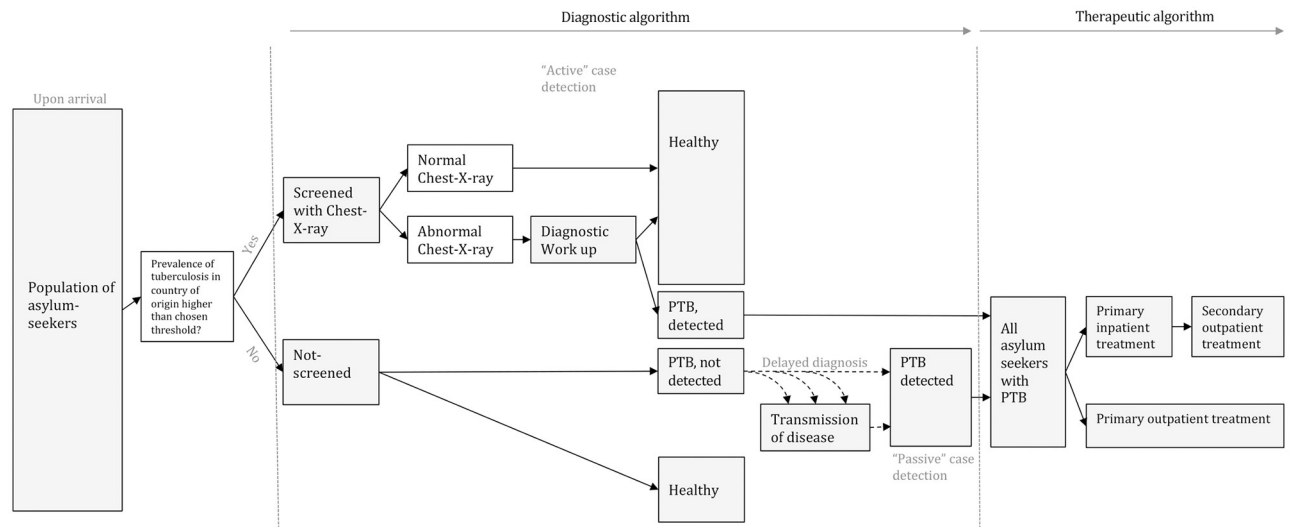 Diagnostic algorithm
Therapeutic algorithm
"Active" case
detection
Upon arrival
Population of
asylum-
seekers
Prevalence of
tuberculosis in
country of
origin higher
than chosen
threshold?
Yes
No
Screened
with Chest-
X-ray
Normal
Chest-X-ray
Abnormal
Chest-X-ray
Diagnostic
Work up
Healthy
PTB,
detected
Not-
screened
PTB, not
detected
Delayed diagnosis
Transmission
of disease
PTB
detected
"Passive" case
detection
Healthy
All
asylum
seekers
with
PTB
Primary
inpatient
treatment
Secondary
outpatient
treatment
Primary outpatient treatment